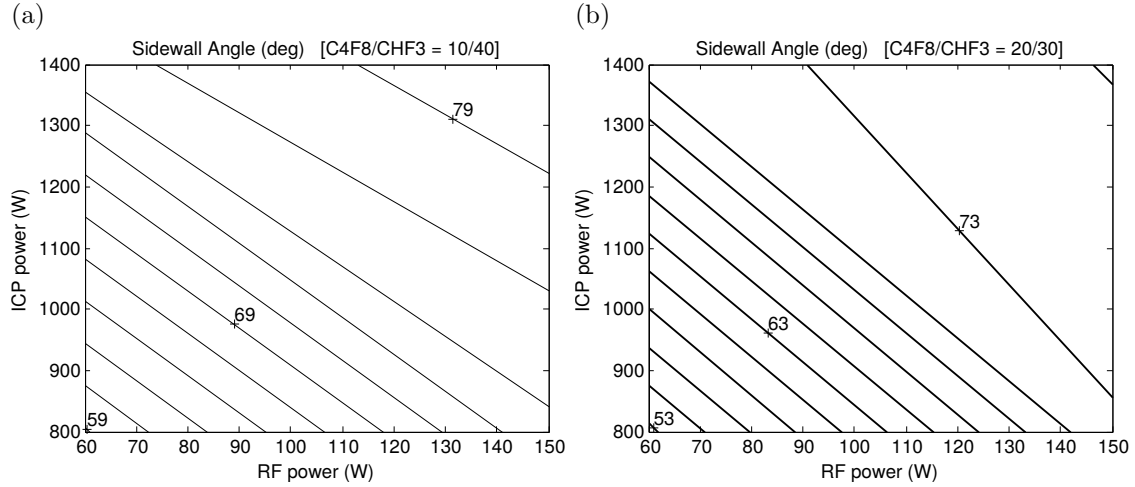 (a)
Sidewall Angle (deg) [C4F8/CHF3 = 10/40]
1400
1300
1200
1100
1000
900
800
ICP power (W)
79
69
59
60 70 80 90 100 110 120 130 140 150
RF power (W)
(b)
Sidewall Angle (deg) [C4F8/CHF3 = 20/30]
1400
1300
1200
1100
1000
900
800
ICP power (W)
73
63
53
60 70 80 90 100 110 120 130 140 150
RF power (W)